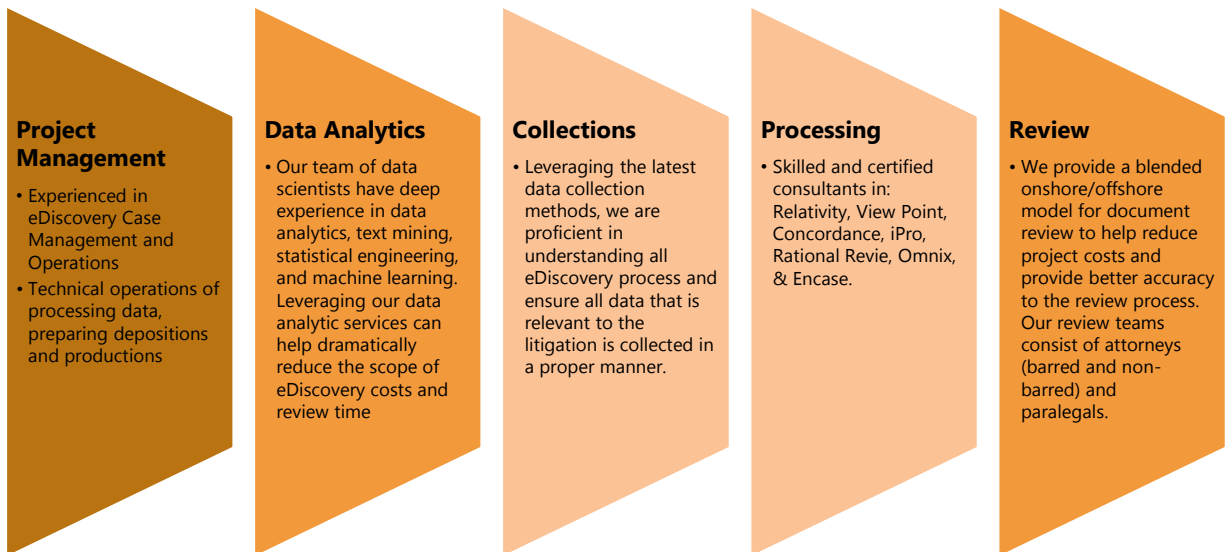 Project
Management
• Experienced in
eDiscovery Case
Management and
Operations
• Technical operations of
processing data,
preparing depositions
and productions
Data Analytics
• Our team of data
scientists have deep
experience in data
analytics, text mining,
statistical engineering,
and machine learning.
Leveraging our data
analytic services can
help dramatically
reduce the scope of
eDiscovery costs and
review time
Collections
• Leveraging the latest
data collection
methods, we are
proficient in
understanding all
eDiscovery process and
ensure all data that is
relevant to the
litigation is collected in
a proper manner.
Processing
• Skilled and certified
consultants in:
Relativity, View Point,
Concordance, iPro,
Rational Revie, Omnix,
& Encase.
Review
• We provide a blended
onshore/offshore
model for document
review to help reduce
project costs and
provide better accuracy
to the review process.
Our review teams
consist of attorneys
(barred and non-
barred) and
paralegals.